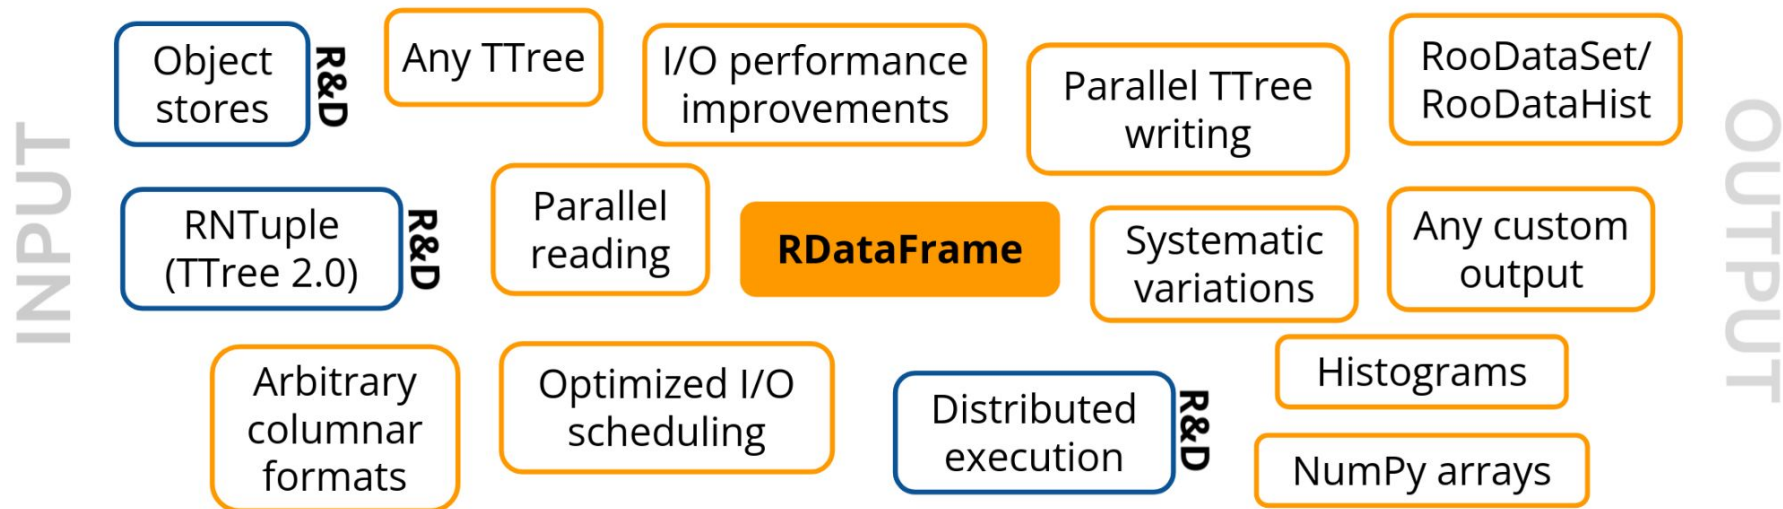 INPUT
Object
stores
R&D
Any TTree
I/O performance
improvements
Parallel TTree
writing
RooDataSet/
RooDataHist
OUTPUT
RNTuple
(TTree 2.0)
R&D
Parallel
reading
RDataFrame
Systematic
variations
Any custom
output
Arbitrary
columnar
formats
Optimized I/O
scheduling
Distributed
execution
R&D
Histograms
NumPy arrays